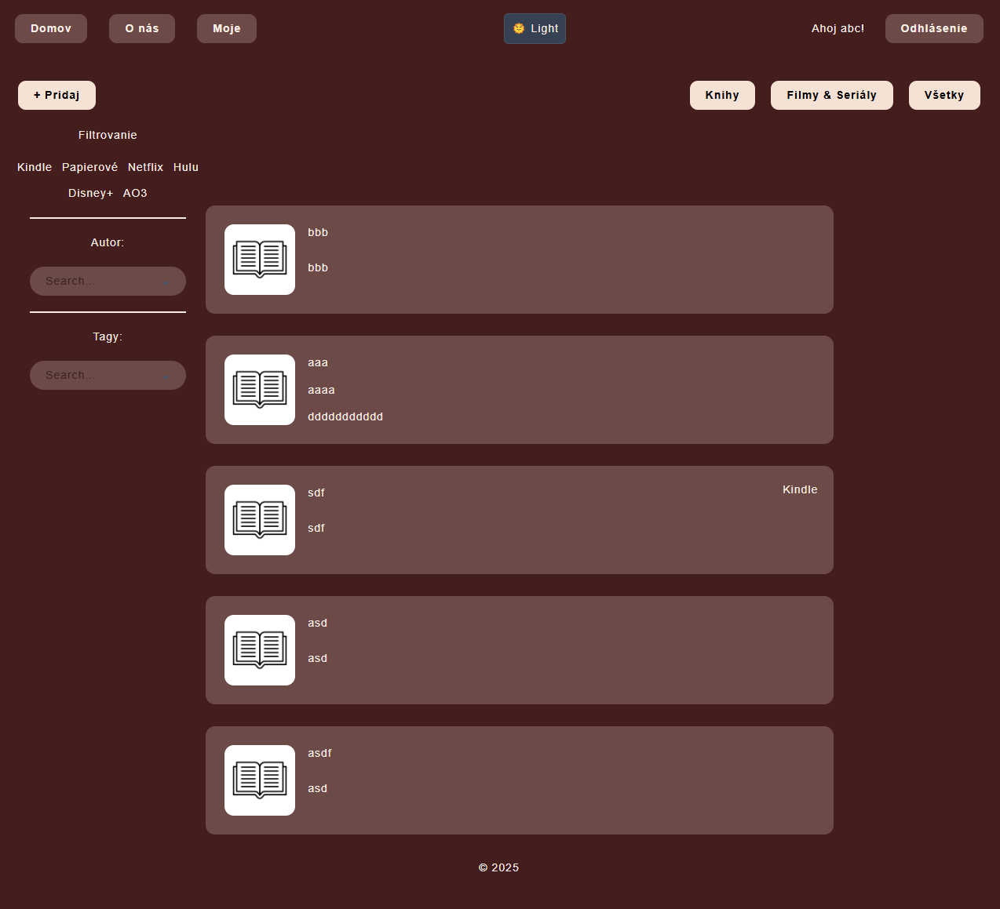 Domov O nás Moje 🌞 Light Ahoj abc! Odhlásenie
+ Pridaj Knihy Filmy & Seriály Všetky
Filtrovanie
Kindle Papierové Netflix Hulu
Disney+ AO3
Autor:
Search...
Tagy:
Search...
bbb
bbb
aaa
aaaa
ddddddddddd
sdf Kindle
sdf
asd
asd
asdf
asd
© 2025